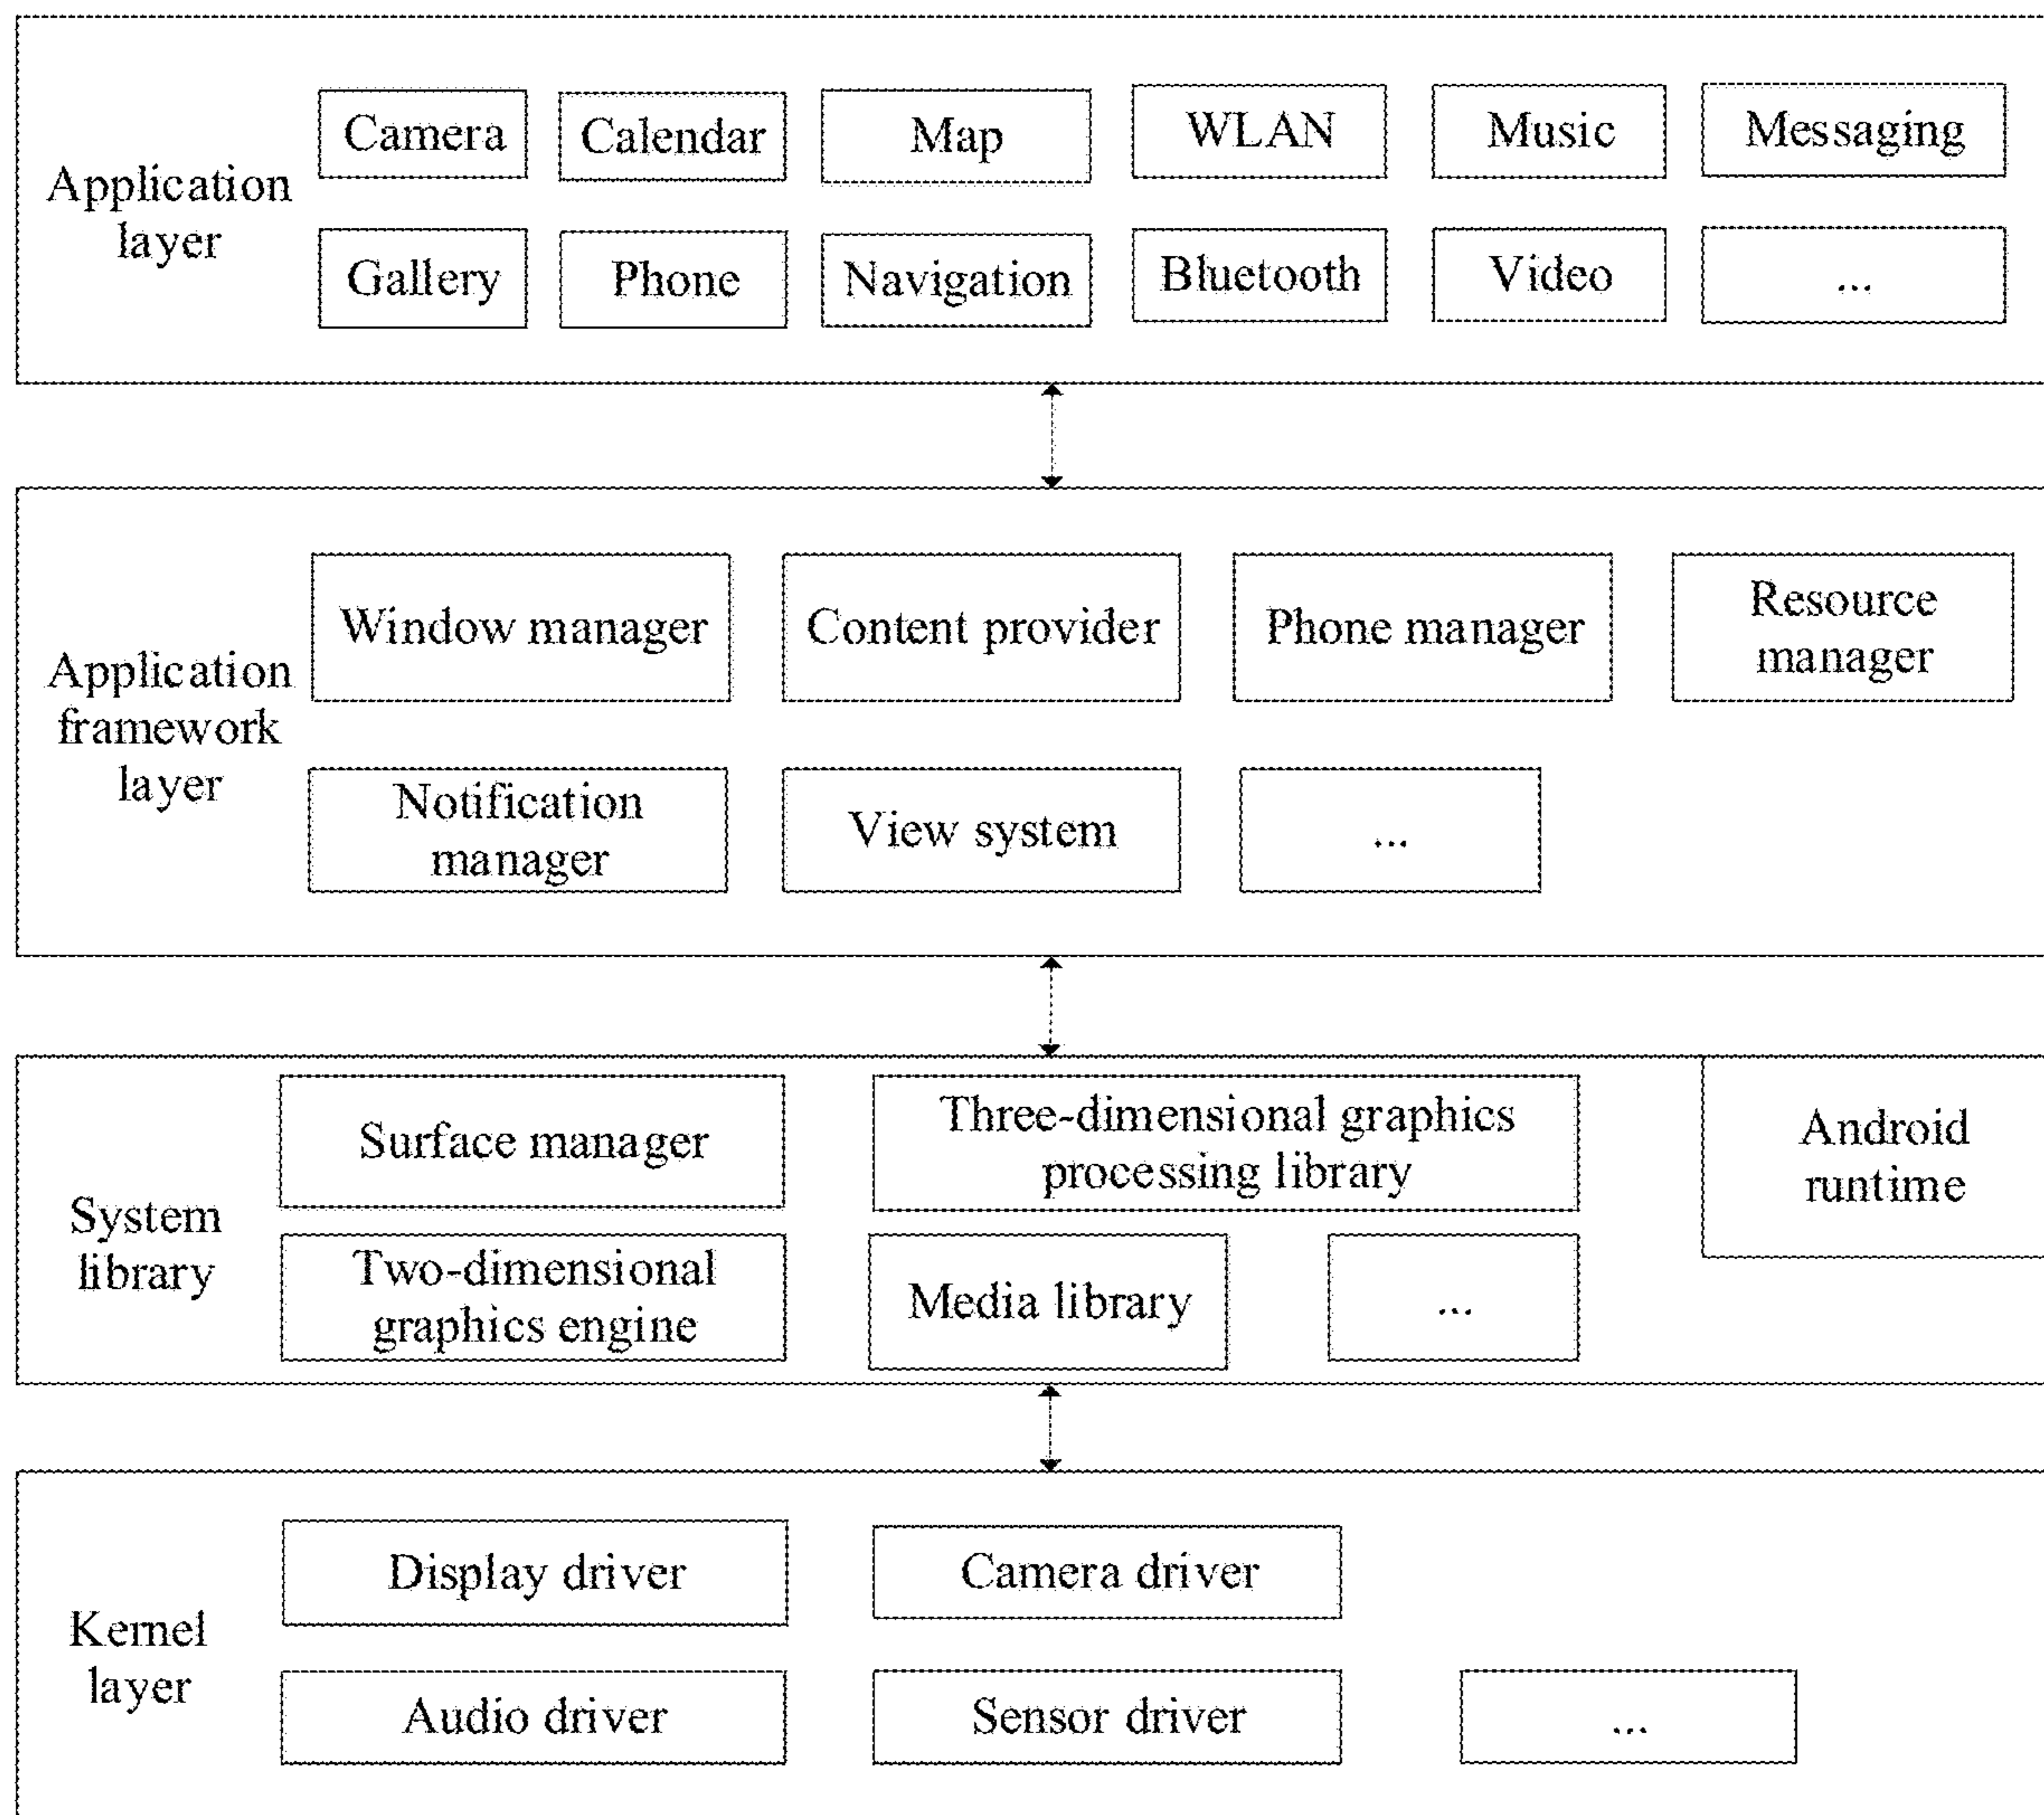 Application
layer
Camera
Calendar
Map
WLAN
Music
Messaging
Gallery
Phone
Navigation
Bluetooth
Video
...
Application
framework
layer
Window manager
Content provider
Phone manager
Resource
manager
Notification
manager
View system
...
System
library
Surface manager
Three-dimensional graphics
processing library
Android
runtime
Two-dimensional
graphics engine
Media library
...
Kernel
layer
Display driver
Camera driver
Audio driver
Sensor driver
...